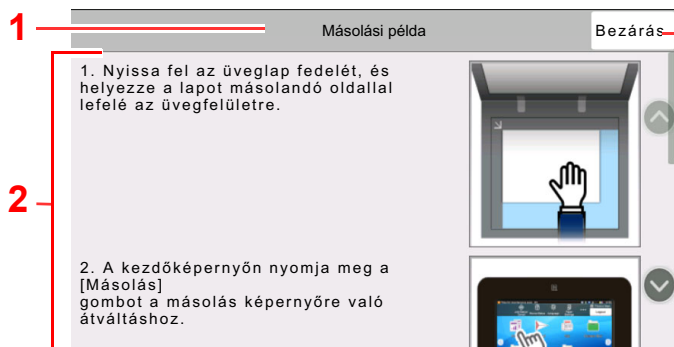 1
Másolási példa
Bezárás
2
1. Nyissa fel az üveglap fedelét, és
helyezze a lapot másolandó oldallal
lefelé az üvegfelületre.
2. A kezdőképernyőn nyomja meg a
[Másolás]
gombot a másolás képernyőre való
átváltáshoz.